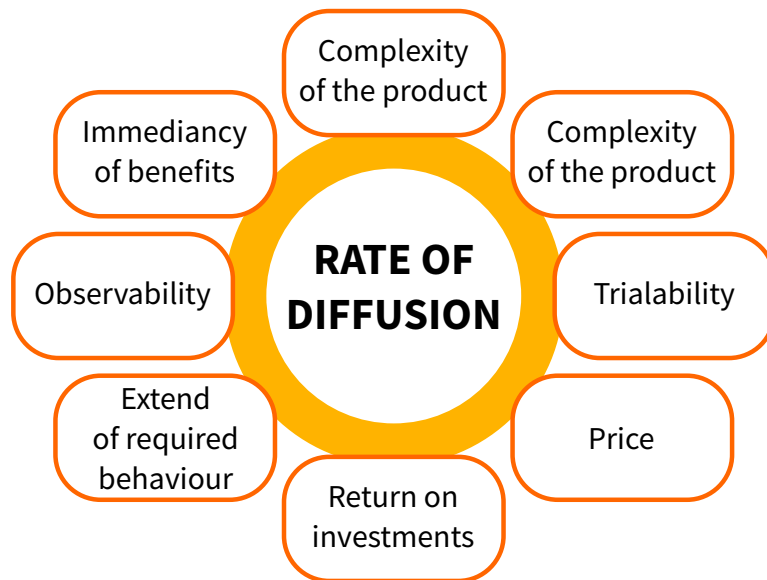 Complexity
of the product
Immediancy
of benefits
Complexity
of the product
RATE OF
DIFFUSION
Observability
Trialability
Extend
of required
behaviour
Price
Return on
investments